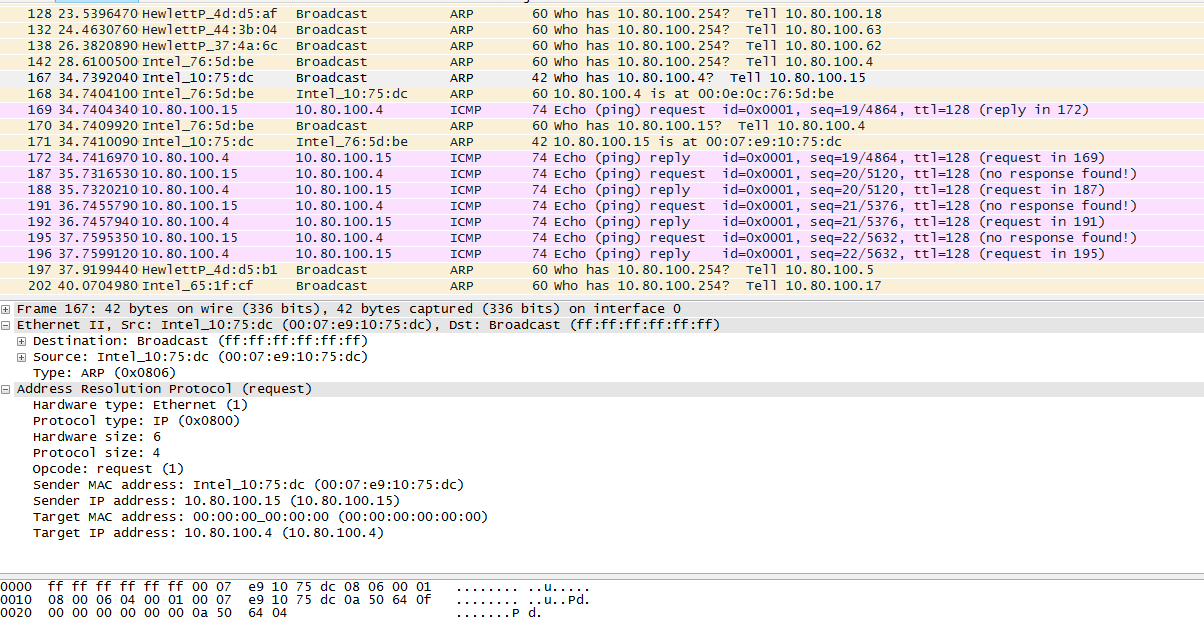 128 23.5396470 HewlettP_4d:d5:af Broadcast ARP 60 Who has 10.80.100.254? Tell 10.80.100.18
132 24.4630760 HewlettP_44:3b:04 Broadcast ARP 60 Who has 10.80.100.254? Tell 10.80.100.63
138 26.3820890 HewlettP_37:4a:6c Broadcast ARP 60 Who has 10.80.100.254? Tell 10.80.100.62
142 28.6100500 Intel_76:5d:be Broadcast ARP 60 Who has 10.80.100.254? Tell 10.80.100.4
167 34.7392040 Intel_10:75:dc Broadcast ARP 42 Who has 10.80.100.4? Tell 10.80.100.15
168 34.7404100 Intel_76:5d:be Intel_10:75:dc ARP 60 10.80.100.4 is at 00:0e:0c:76:5d:be
169 34.7404340 10.80.100.15 10.80.100.4 ICMP 74 Echo (ping) request id=0x0001, seq=19/4864, ttl=128 (reply in 172)
170 34.7409920 Intel_76:5d:be Broadcast ARP 60 Who has 10.80.100.15? Tell 10.80.100.4
171 34.7410090 Intel_10:75:dc Intel_76:5d:be ARP 42 10.80.100.15 is at 00:07:e9:10:75:dc
172 34.7416970 10.80.100.4 10.80.100.15 ICMP 74 Echo (ping) reply id=0x0001, seq=19/4864, ttl=128 (request in 169)
187 35.7316530 10.80.100.15 10.80.100.4 ICMP 74 Echo (ping) request id=0x0001, seq=20/5120, ttl=128 (no response found!)
188 35.7320210 10.80.100.4 10.80.100.15 ICMP 74 Echo (ping) reply id=0x0001, seq=20/5120, ttl=128 (request in 187)
191 36.7455790 10.80.100.15 10.80.100.4 ICMP 74 Echo (ping) request id=0x0001, seq=21/5376, ttl=128 (no response found!)
192 36.7457940 10.80.100.4 10.80.100.15 ICMP 74 Echo (ping) reply id=0x0001, seq=21/5376, ttl=128 (request in 191)
195 37.7595350 10.80.100.15 10.80.100.4 ICMP 74 Echo (ping) request id=0x0001, seq=22/5632, ttl=128 (no response found!)
196 37.7599120 10.80.100.4 10.80.100.15 ICMP 74 Echo (ping) reply id=0x0001, seq=22/5632, ttl=128 (request in 195)
197 37.9199440 HewlettP_4d:d5:b1 Broadcast ARP 60 Who has 10.80.100.254? Tell 10.80.100.5
202 40.0704980 Intel_65:1f:cf Broadcast ARP 60 Who has 10.80.100.254? Tell 10.80.100.17
Frame 167: 42 bytes on wire (336 bits), 42 bytes captured (336 bits) on interface 0
Ethernet II, Src: Intel_10:75:dc (00:07:e9:10:75:dc), Dst: Broadcast (ff:ff:ff:ff:ff:ff)
Destination: Broadcast (ff:ff:ff:ff:ff:ff)
Source: Intel_10:75:dc (00:07:e9:10:75:dc)
Type: ARP (0x0806)
Address Resolution Protocol (request)
Hardware type: Ethernet (1)
Protocol type: IP (0x0800)
Hardware size: 6
Protocol size: 4
Opcode: request (1)
Sender MAC address: Intel_10:75:dc (00:07:e9:10:75:dc)
Sender IP address: 10.80.100.15 (10.80.100.15)
Target MAC address: 00:00:00_00:00:00 (00:00:00:00:00:00)
Target IP address: 10.80.100.4 (10.80.100.4)
0000 ff ff ff ff ff ff 00 07 e9 10 75 dc 08 06 00 01 ........ ..u.....
0010 08 00 06 04 00 01 00 07 e9 10 75 dc 0a 50 64 0f ........ ..u..Pd.
0020 00 00 00 00 00 00 0a 50 64 04 .......P d.